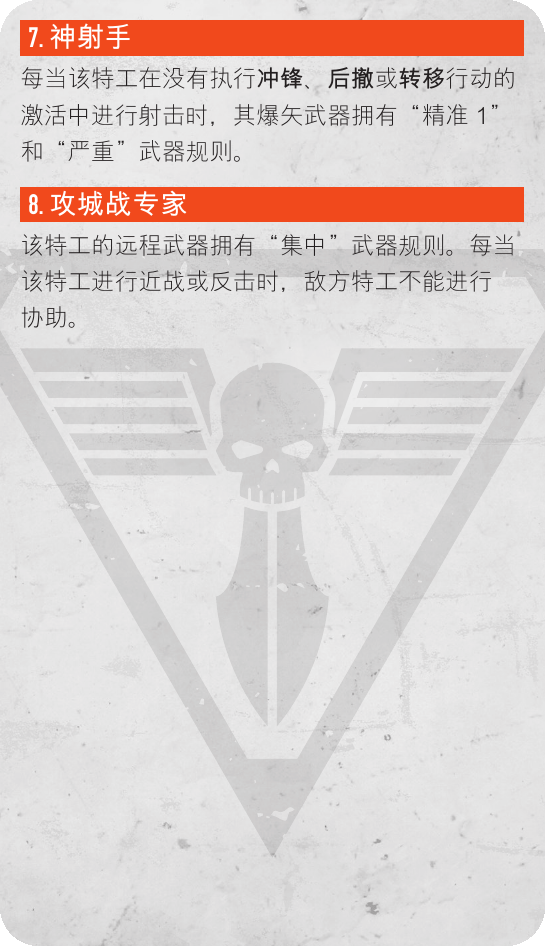 7. 神射手
每当该特工在没有执行冲锋、后撤或转移行动的
激活中进行射击时，其爆矢武器拥有“精准 1”
和“严重”武器规则。
8. 攻城战专家
该特工的远程武器拥有“集中”武器规则。每当
该特工进行近战或反击时，敌方特工不能进行
协助。